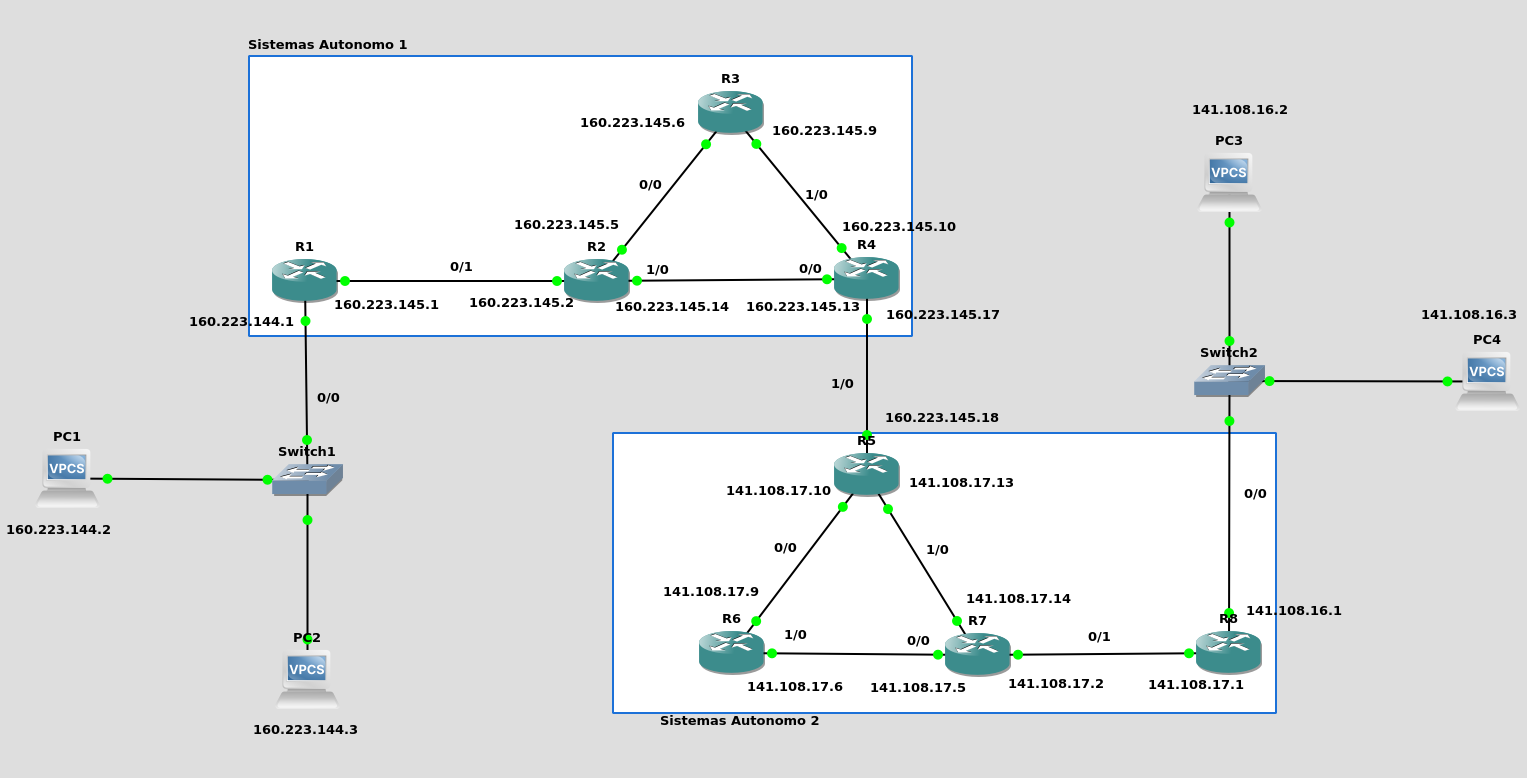 Sistemas Autonomo 1
R3
141.108.16.2
160.223.145.6
160.223.145.9
PC3
VPCS
0/0
1/0
160.223.145.5
160.223.145.10
R1
R2
R4
0/1
1/0
0/0
160.223.145.1
160.223.145.2
160.223.145.14
160.223.145.13
160.223.144.1
160.223.145.17
141.108.16.3
PC4
Switch2
VPCS
1/0
0/0
160.223.145.18
PC1
R5
Switch1
VPCS
141.108.17.10
141.108.17.13
0/0
160.223.144.2
0/0
1/0
141.108.17.9
141.108.17.14
141.108.16.1
R6
R7
R8
1/0
0/0
0/1
PC2
VPCS
141.108.17.6
141.108.17.5
141.108.17.2
141.108.17.1
160.223.144.3
Sistemas Autonomo 2